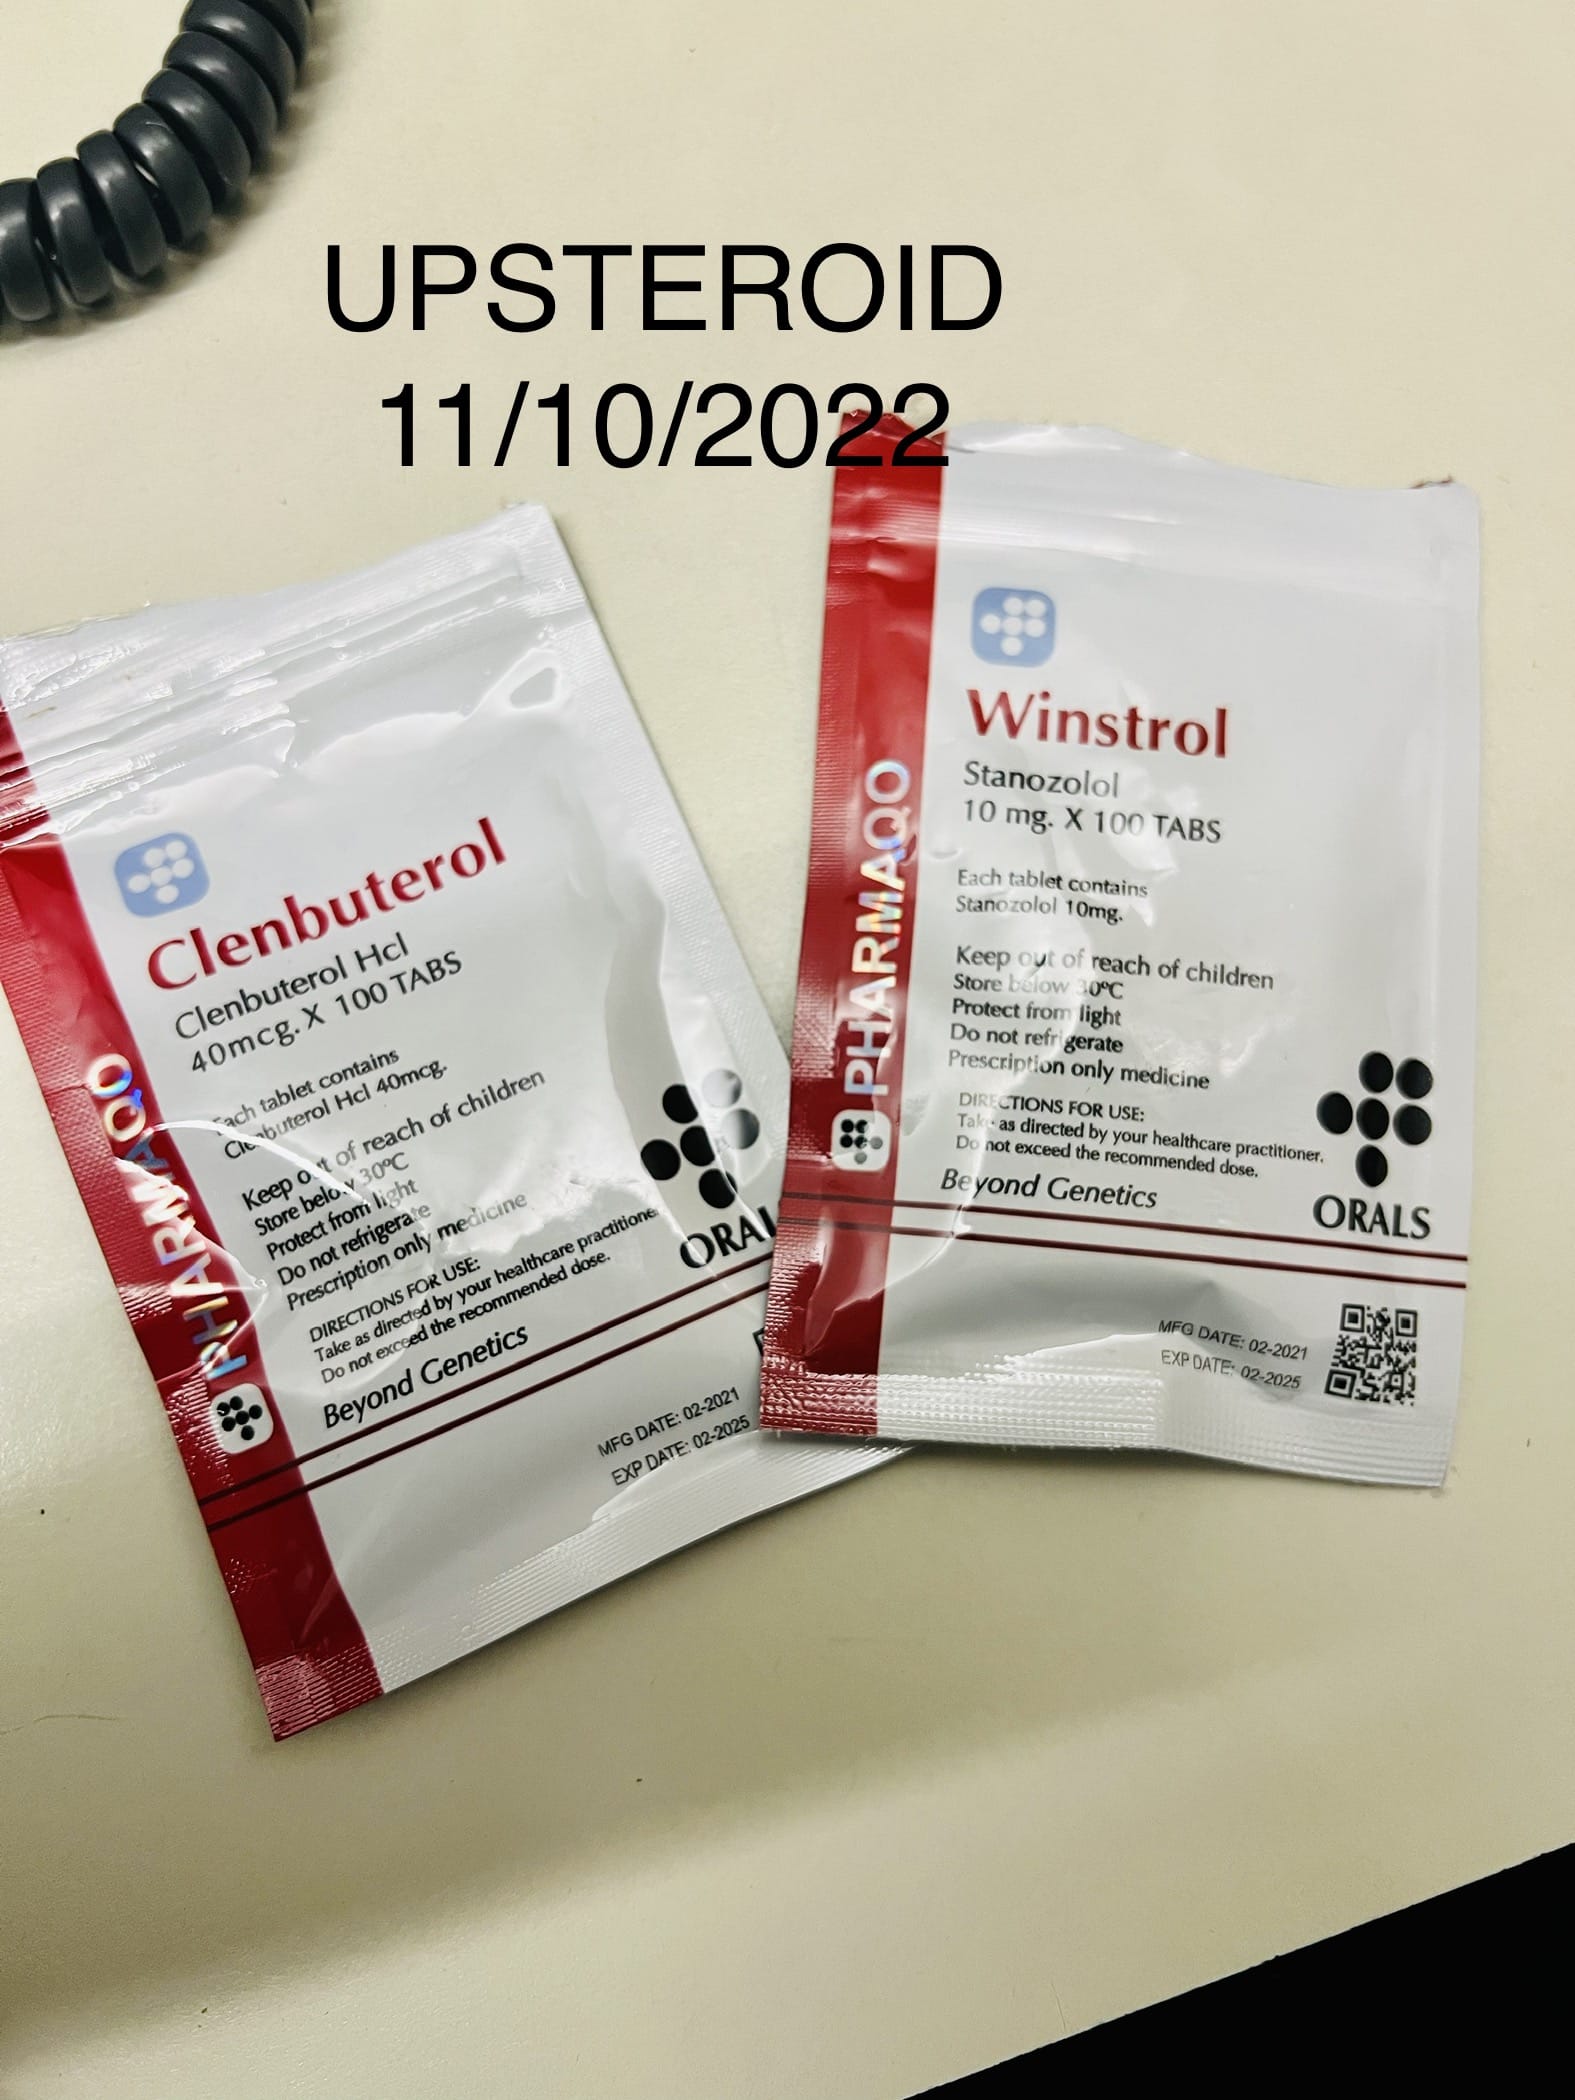 UPSTEROID
11/10/2022
PHARMAQO
Clenbuterol
Clenbuterol Hcl
40mcg. X 100 TABS
Each tablet contains
Clenbuterol Hcl 40mcg.
Keep out of reach of children
Store below 30ºC
Protect from light
Do not refrigerate
Prescription only medicine
DIRECTIONS FOR USE:
Take as directed by your healthcare practitione
Do not exceed the recommended dose.
Beyond Genetics
ORAL
MFG DATE: 02-2021
EXP DATE: 02-2025
PHARMAQO
Winstrol
Stanozolol
10 mg. X 100 TABS
Each tablet contains
Stanozolol 10mg.
Keep out of reach of children
Store below 30ºC
Protect from light
Do not refrigerate
Prescription only medicine
DIRECTIONS FOR USE:
Take as directed by your healthcare practitioner.
Do not exceed the recommended dose.
Beyond Genetics
ORALS
MFG DATE: 02-2021
EXP DATE: 02-2025